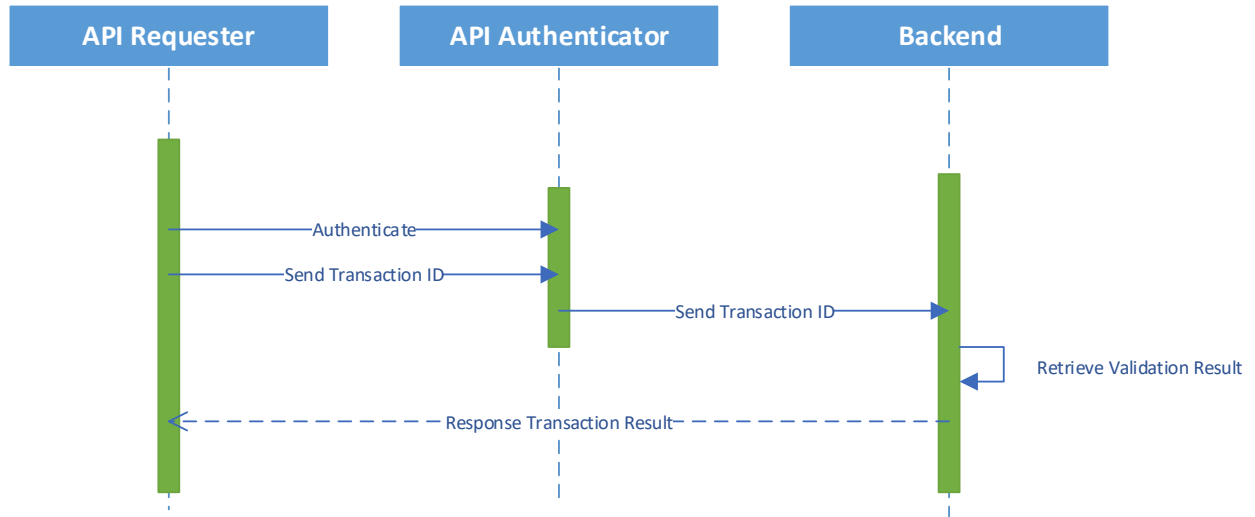 API Requester
API Authenticator
Backend
Authenticate
Send Transaction ID
Send Transaction ID
Retrieve Validation Result
Response Transaction Result